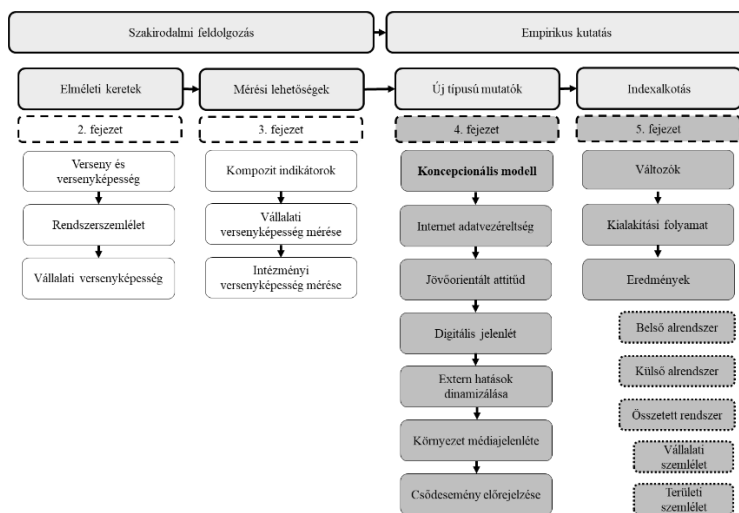 Szakirodalmi feldolgozás
Empirikus kutatás
Elméleti keretek
Mérési lehetőségek
Új típusú mutatók
Indexalkotás
2. fejezet
3. fejezet
4. fejezet
5. fejezet
Verseny és
versenyképesség
Rendszerszemlélet
Vállalati versenyképesség
Kompozit indikátorok
Vállalati
versenyképesség mérése
Intézményi
versenyképesség mérése
Koncepcionális modell
Internet adatvezéreltség
Jövőorientált attitűd
Digitális jelenlét
Extern hatások
dinamizálása
Környezet médiajelenléte
Csődesemény előrejelzése
Változók
Kialakítási folyamat
Eredmények
Belső alrendszer
Külső alrendszer
Összetett rendszer
Vállalati
szemlélet
Területi
szemlélet